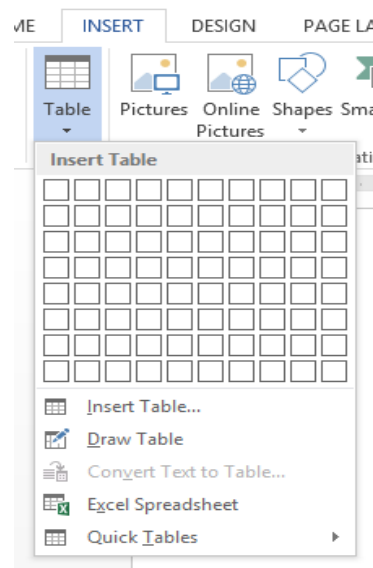 ME INSERT DESIGN PAGE LA
Table Pictures Online Pictures Shapes Sma
ati
Insert Table
Insert Table...
Draw Table
Convert Text to Table...
Excel Spreadsheet
Quick Tables